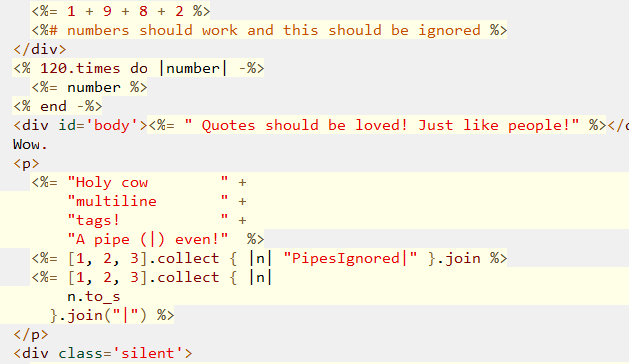 <%= 1 + 9 + 8 + 2 %>
<%# numbers should work and this should be ignored %>
</div>
<% 120.times do |number| -%>
<%= number %>
<% end -%>
<div id='body'><%= " Quotes should be loved! Just like people!" %></
Wow.
<p>
<%= "Holy cow        " +
"multiline       " +
"tags!           " +
"A pipe (|) even!"  %>
<%= [1, 2, 3].collect { |n| "PipesIgnored|" }.join %>
<%= [1, 2, 3].collect { |n|
n.to_s
}.join("|") %>
</p>
<div class='silent'>